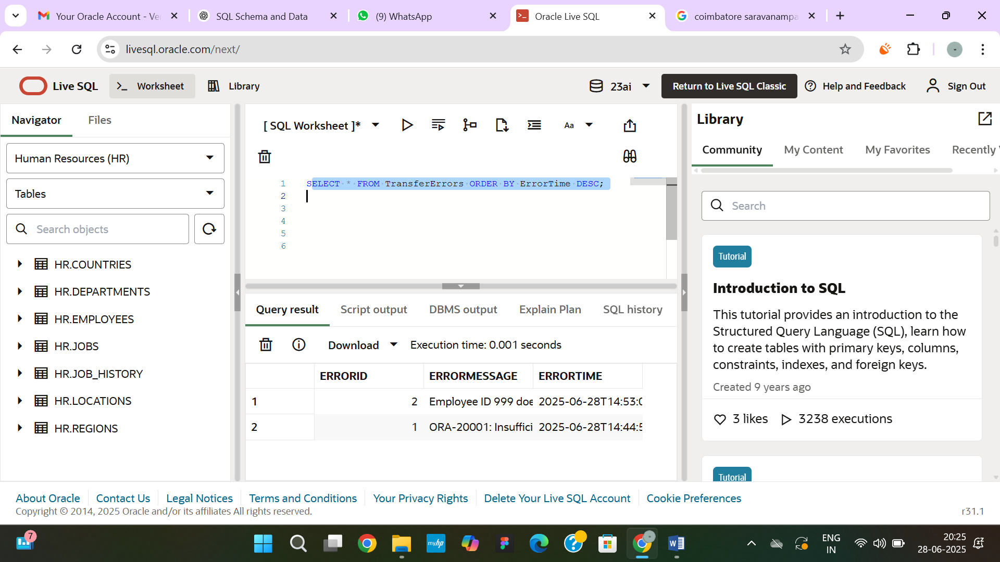 Your Oracle Account - Ve
SQL Schema and Data
(9) WhatsApp
Oracle Live SQL
coimbatore saravanampa
livesql.oracle.com/next/
Live SQL
Worksheet
Library
23ai
Return to Live SQL Classic
Help and Feedback
Sign Out
Navigator
Files
Human Resources (HR)
Tables
Search objects
HR.COUNTRIES
HR.DEPARTMENTS
HR.EMPLOYEES
HR.JOBS
HR.JOB_HISTORY
HR.LOCATIONS
HR.REGIONS
[ SQL Worksheet ]*
Aa
1 SELECT * FROM TransferErrors ORDER BY ErrorTime DESC;
2
3
4
5
6
Query result
Script output
DBMS output
Explain Plan
SQL history
Download
Execution time: 0.001 seconds
ERRORID ERRORMESSAGE ERRORTIME
1 2 Employee ID 999 doe 2025-06-28T14:53:0
2 1 ORA-20001: Insuffici 2025-06-28T14:44:5
Library
Community
My Content
My Favorites
Recently
Search
Tutorial
Introduction to SQL
This tutorial provides an introduction to the
Structured Query Language (SQL), learn how
to create tables with primary keys, columns,
constraints, indexes, and foreign keys.
Created 9 years ago
3 likes
3238 executions
Tutorial
About Oracle
Contact Us
Legal Notices
Terms and Conditions
Your Privacy Rights
Delete Your Live SQL Account
Cookie Preferences
Copyright © 2014, 2025 Oracle and/or its affiliates All rights reserved.
r31.1
7
myhp
ENG
IN
20:25
28-06-2025